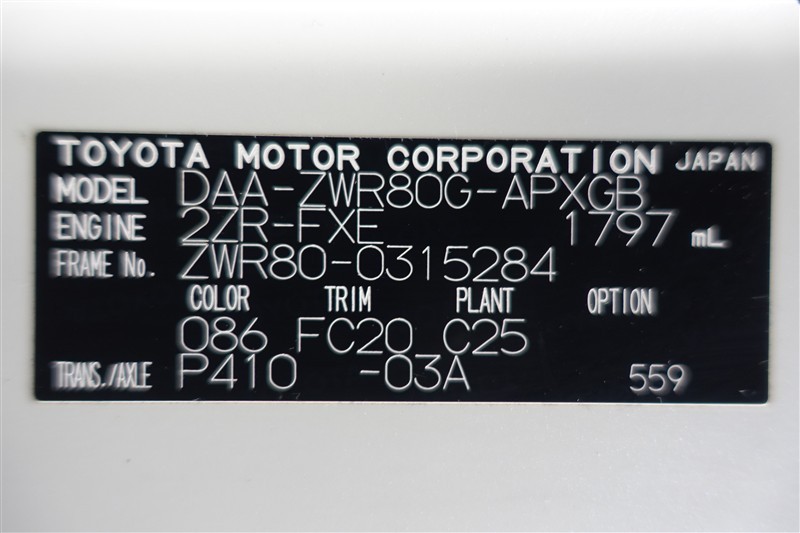 TOYOTA MOTOR CORPORATION JAPAN
MODEL DAA-ZWR80G-APXGB
ENGINE 2ZR-FXE 1797 mL
FRAME No. ZWR80-0315284
COLOR TRIM PLANT OPTION
086 FC20 C25
TRANS./AXLE P410 -03A 559